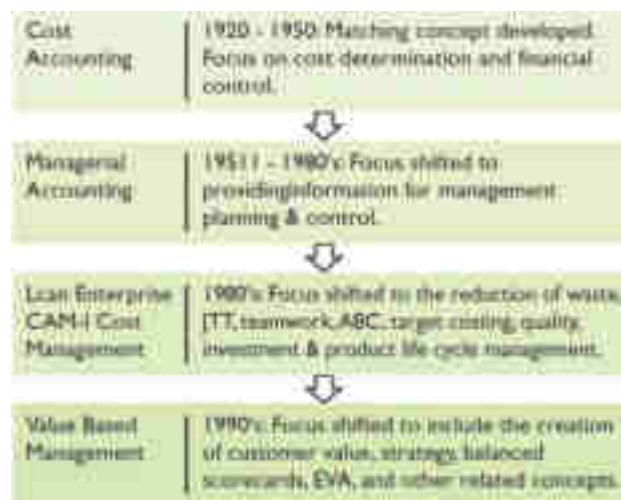 Cost
Accounting
1920 - 1950: Matching concept developed.
Focus on cost determination and financial
control.
Managerial
Accounting
19511 - 1980's: Focus shifted to
providinginformation for management
planning & control.
Lean Enterprise
CAM-I Cost
Management
1980's: Focus shifted to the reduction of waste,
JTT, teamwork, ABC, target costing, quality,
investment & product life cycle management.
Value Based
Management
1990's: Focus shifted to include the creation
of customer value, strategy, balanced
scorecards, EVA, and other related concepts.